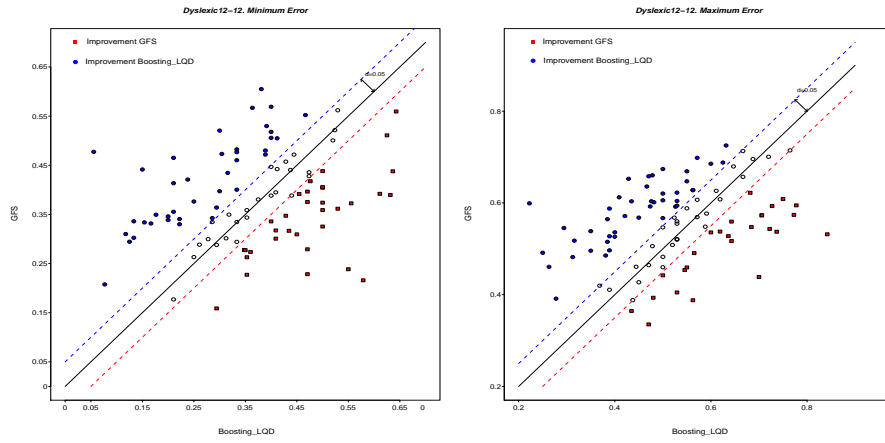 Dyslexic12−12. Minimum Error
Improvement GFS
Improvement Boosting_LQD
d=0.05
GFS
0.65
0.55
0.45
0.35
0.25
0.15
0.05
0
0 0.05 0.15 0.25 0.35 0.45 0.55 0.65 0
Boosting_LQD
Dyslexic12−12. Maximum Error
Improvement GFS
Improvement Boosting_LQD
d=0.05
GFS
0.8
0.6
0.4
0.2
0.2 0.4 0.6 0.8
Boosting_LQD